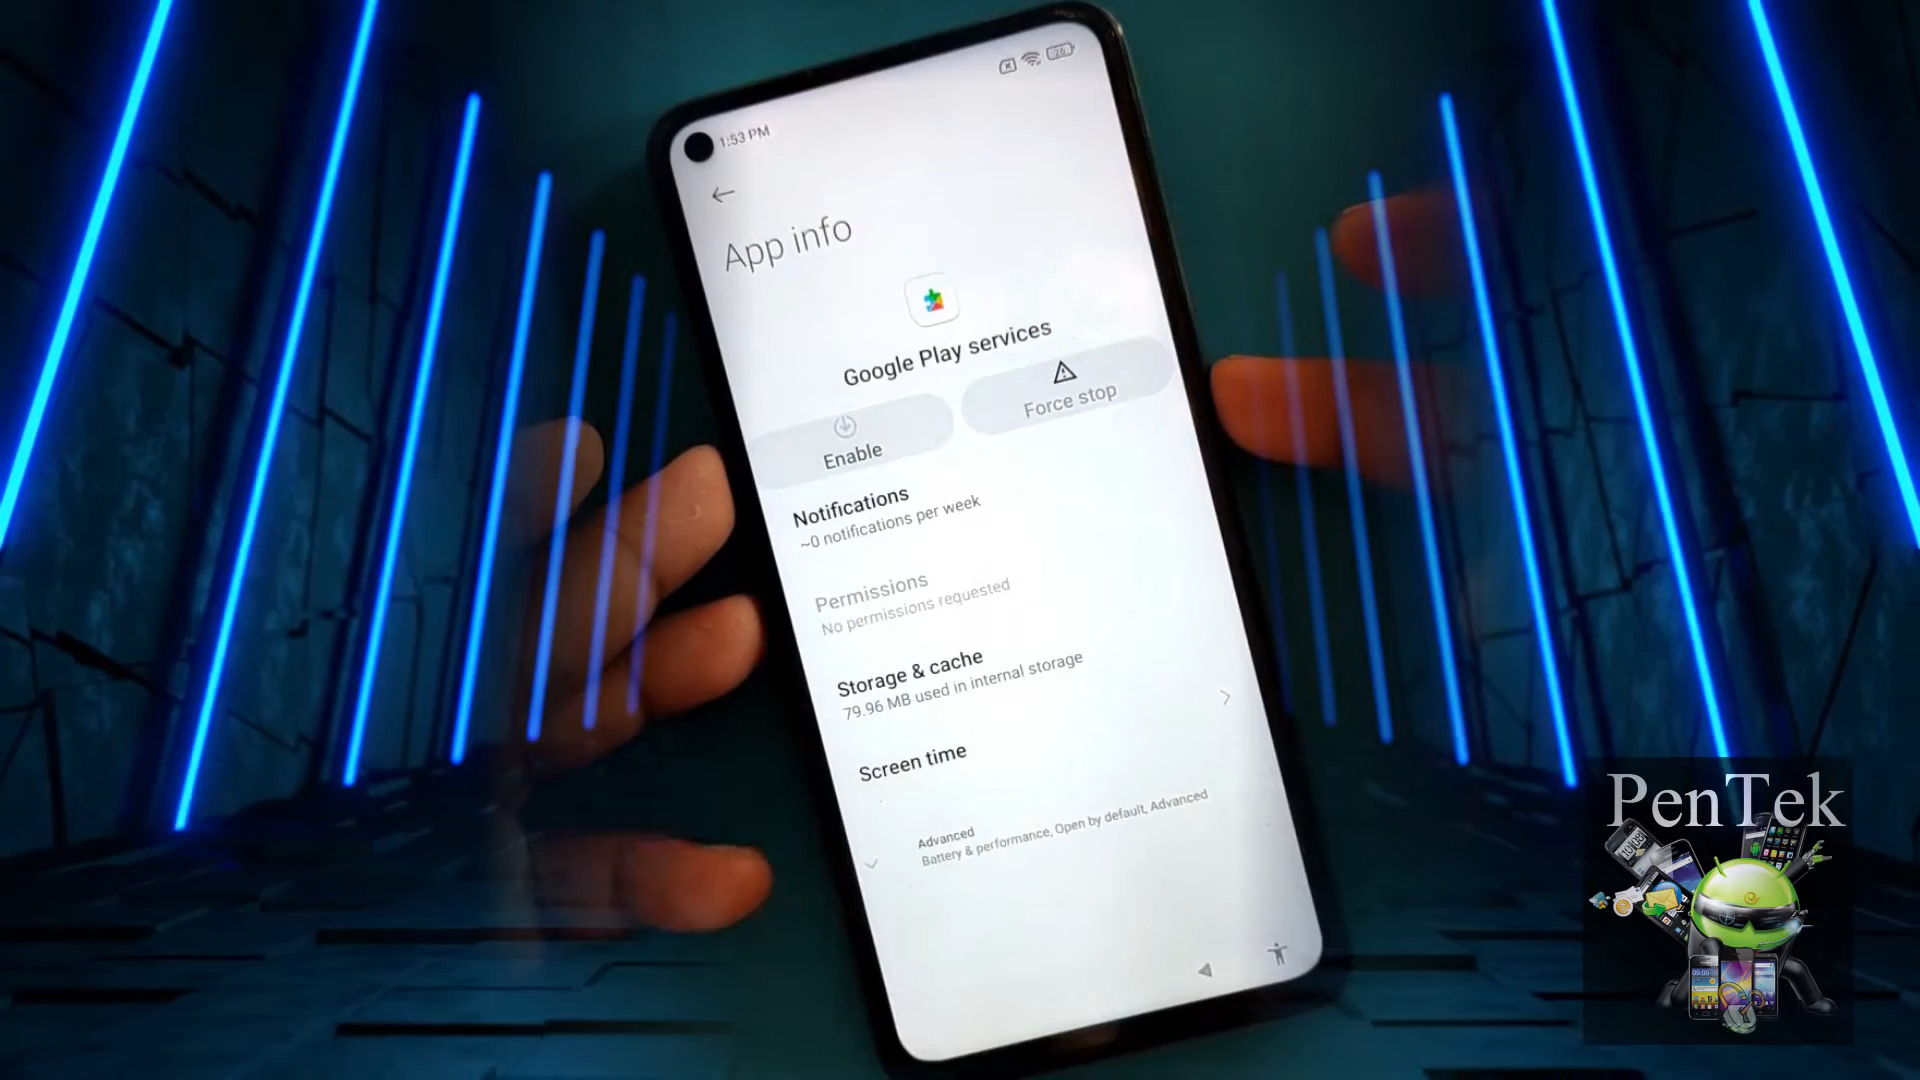 1:53 PM
App info
Google Play services
Enable
Force stop
Notifications
~0 notifications per week
Permissions
No permissions requested
Storage & cache
79.96 MB used in internal storage
Screen time
Advanced
Battery & performance, Open by default, Advanced
PenTek